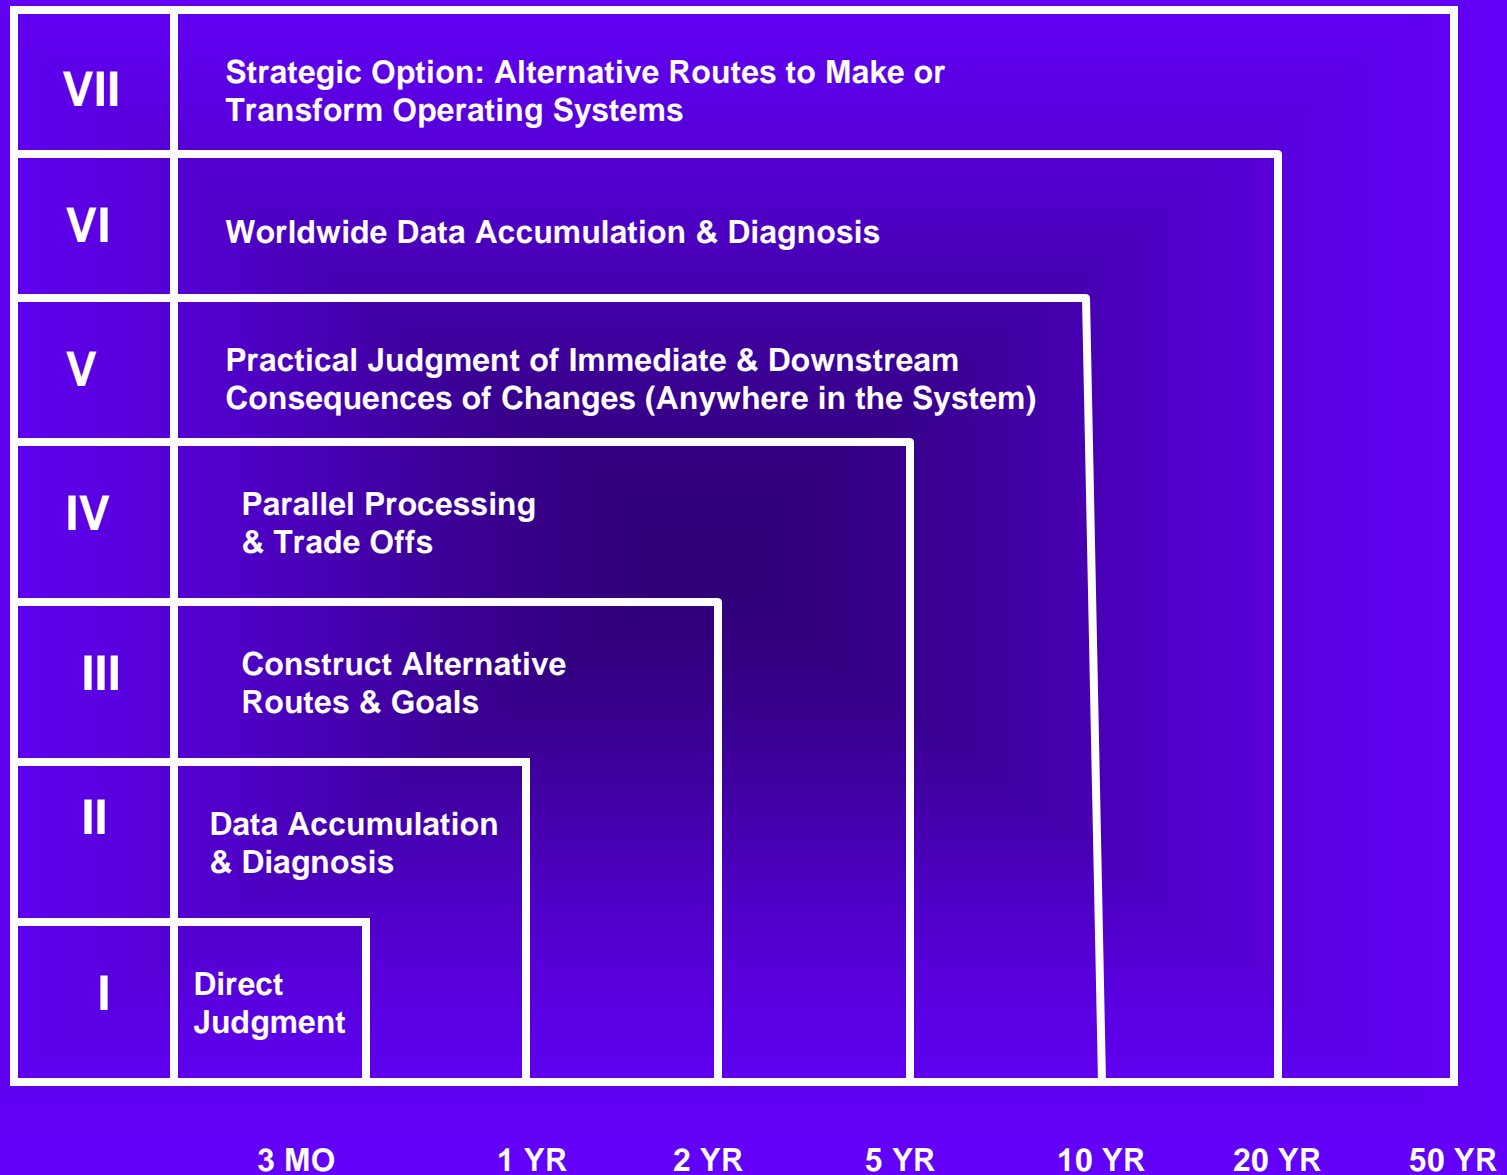 VII
Strategic Option: Alternative Routes to Make or
Transform Operating Systems
VI
Worldwide Data Accumulation & Diagnosis
V
Practical Judgment of Immediate & Downstream
Consequences of Changes (Anywhere in the System)
IV
Parallel Processing
& Trade Offs
III
Construct Alternative
Routes & Goals
II
Data Accumulation
& Diagnosis
I
Direct
Judgment
3 MO 1 YR 2 YR 5 YR 10 YR 20 YR 50 YR